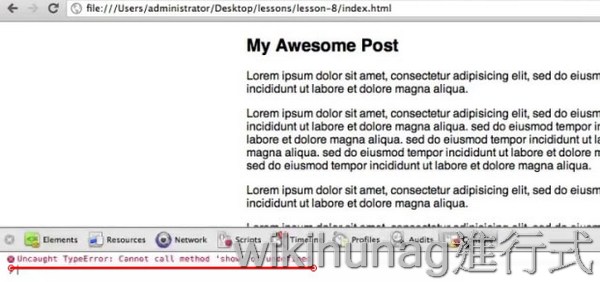 file:///Users/administrator/Desktop/lessons/lesson-8/index.html
My Awesome Post
Lorem ipsum dolor sit amet, consectetur adipisicing elit, sed do eiusm
incididunt ut labore et dolore magna aliqua.
Lorem ipsum dolor sit amet, consectetur adipisicing elit, sed do eiusm
incididunt ut labore et dolore magna aliqua. sed do eiusmod tempor in
labore et dolore magna aliqua. sed do eiusmod tempor incididunt ut lab
magna aliqua. sed do eiusmod tempor incididunt ut labore et dolore ma
sed do eiusmod tempor incididunt ut labore et dolore magna aliqua.
Lorem ipsum dolor sit amet, consectetur adipisicing elit, sed do eiusm
incididunt ut labore et dolore magna aliqua.
Elements Resources Network Scripts Timeline Profiles
Uncaught TypeError: Cannot call method 'show
wikihunag進行式